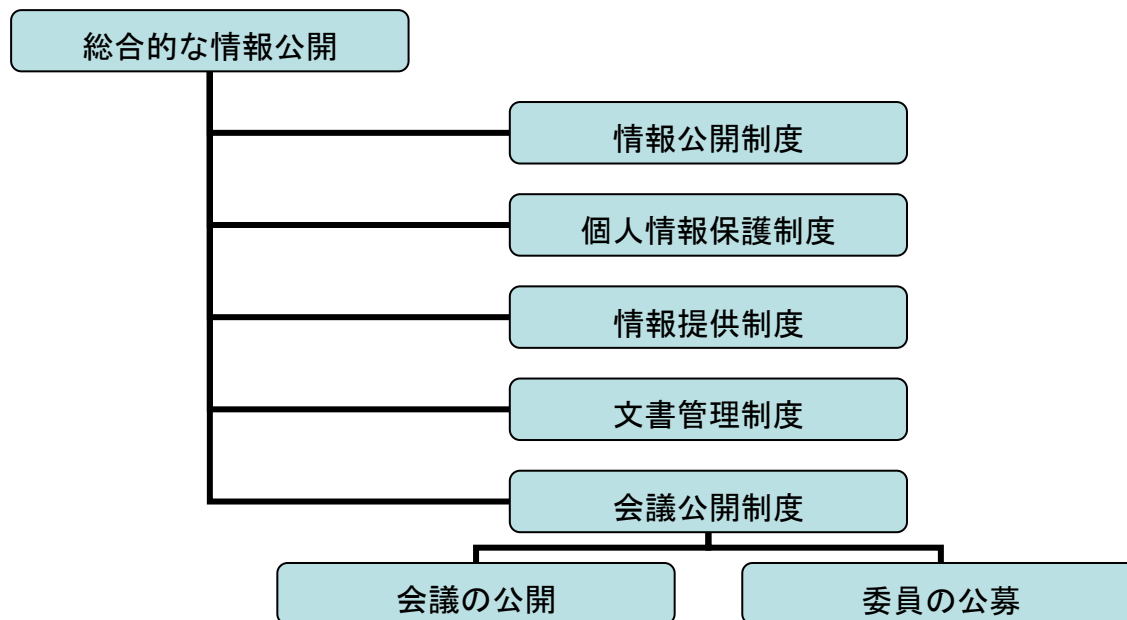 総合的な情報公開
情報公開制度
個人情報保護制度
情報提供制度
文書管理制度
会議公開制度
会議の公開
委員の公募